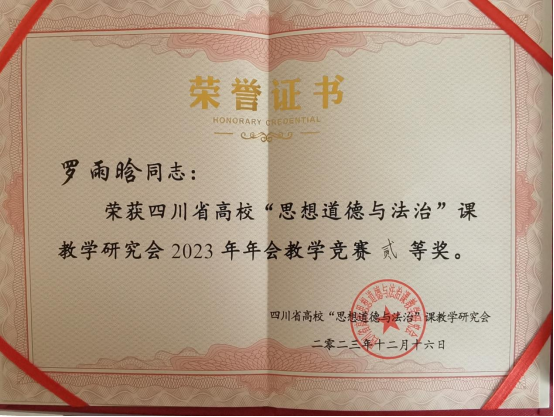 荣誉证书
HONORARY CREDENTIAL
罗雨晗同志：
荣获四川省高校“思想道德与法治”课
教学研究会2023年年会教学竞赛 贰 等奖。
四川省高校“思想道德与法治”课教学研究会
二零二三年十二月十六日